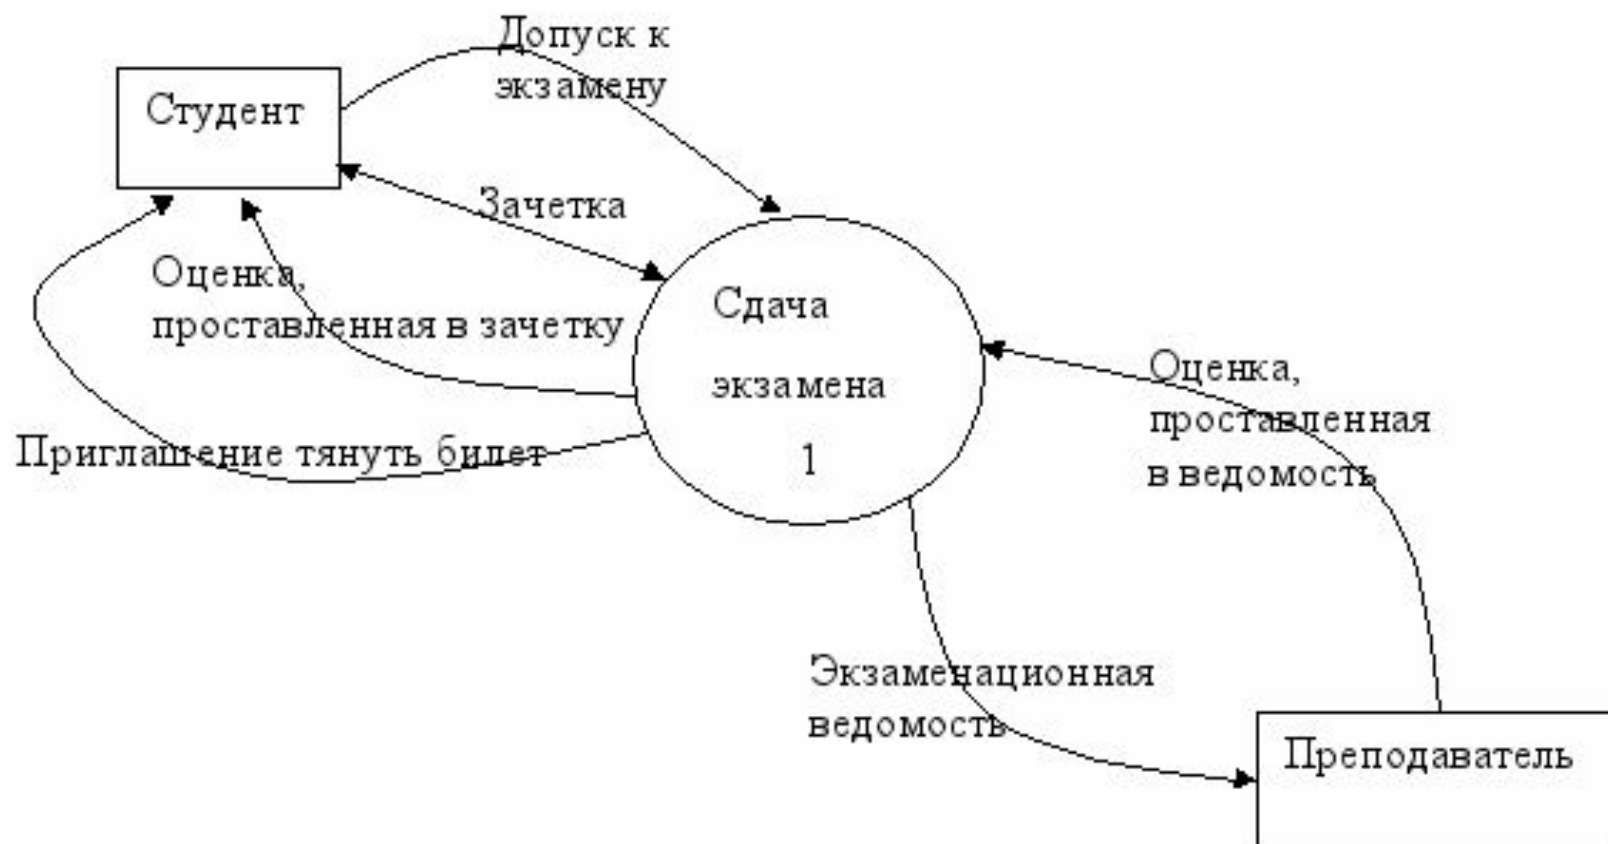 Допуск к
экзамену
Студент
Зачетка
Оценка,
проставленная в зачетку
Сдача
экзамена
1
Приглашение тянуть билет
Оценка,
проставленная
в ведомость
Экзаменационная
ведомость
Преподаватель